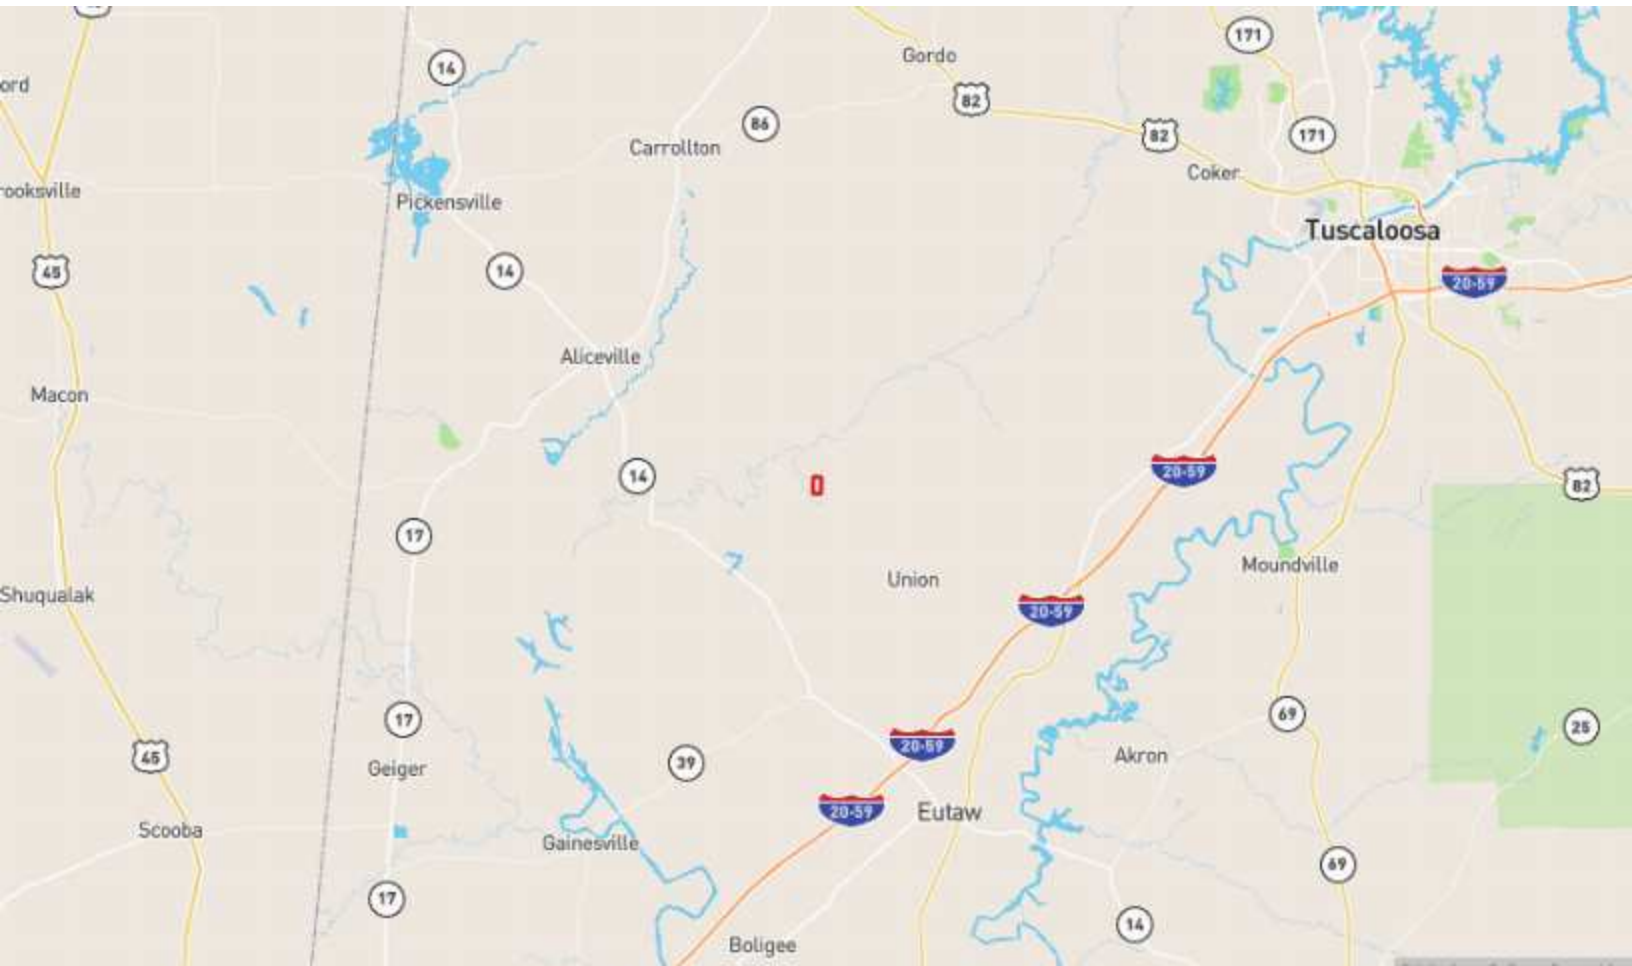 171
Gordo
14
ord
82
86
82
171
Carrollton
Coker
rooksville
Pickensville
Tuscaloosa
45
14
20-59
Aliceville
Macon
14
20-59
82
17
Moundville
Union
Shuqualak
20-59
17
69
25
20-59
45
Akron
39
Geiger
20-59
Eutaw
Scooba
Gainesville
69
17
14
Boligee